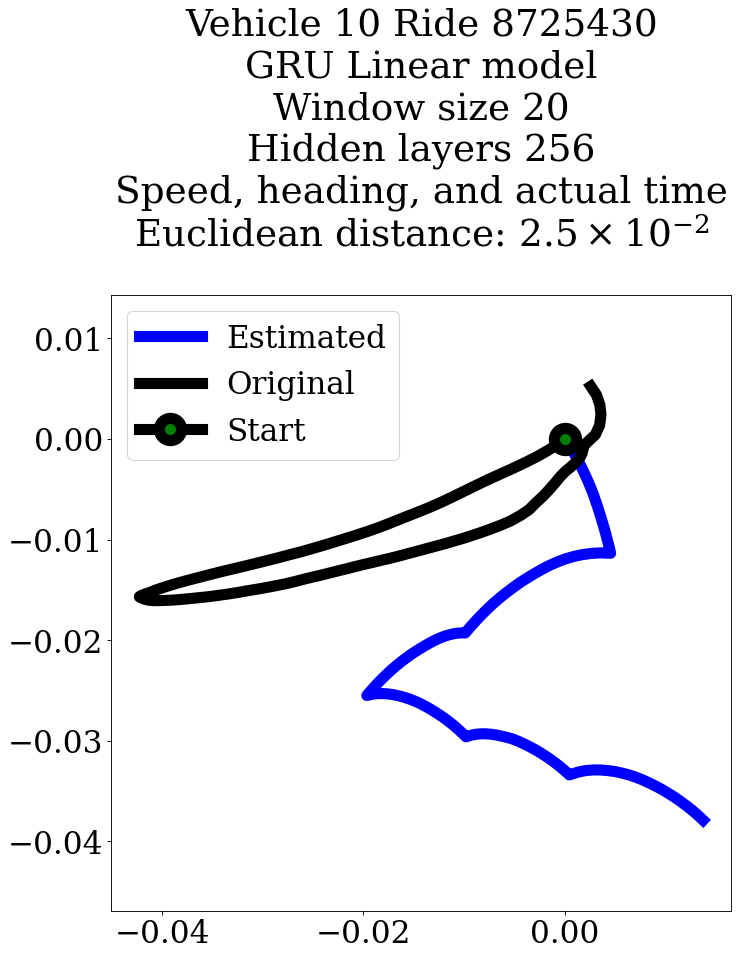 Vehicle 10 Ride 8725430
GRU Linear model
Window size 20
Hidden layers 256
Speed, heading, and actual time
Euclidean distance: 2.5 × 10⁻²
Estimated
Original
Start
0.01
0.00
−0.01
−0.02
−0.03
−0.04
−0.04
−0.02
0.00